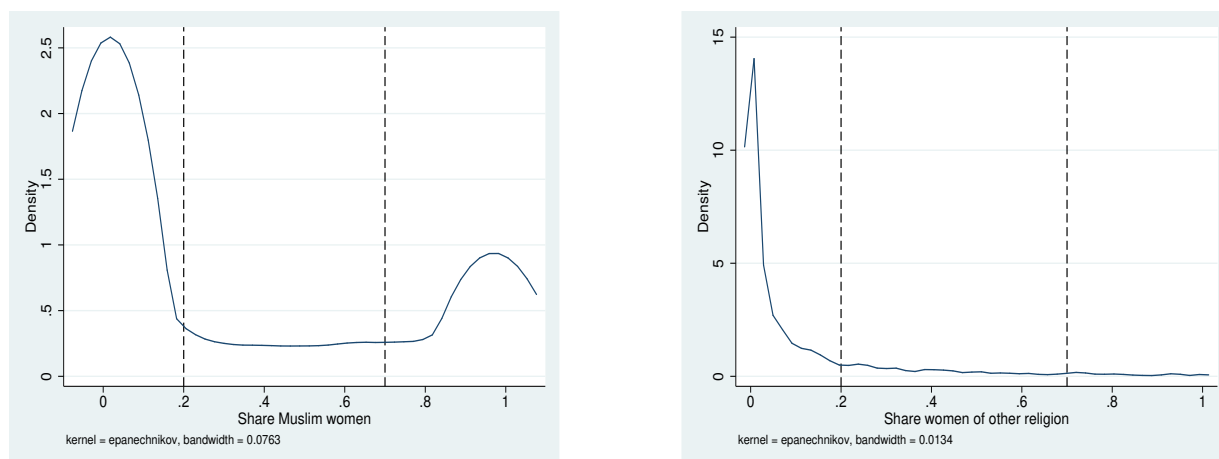 Density
0 .5 1 1.5 2 2.5
0 .2 .4 .6 .8 1
Share Muslim women
kernel = epanechnikov, bandwidth = 0.0763
Density
0 5 10 15
0 .2 .4 .6 .8 1
Share women of other religion
kernel = epanechnikov, bandwidth = 0.0134